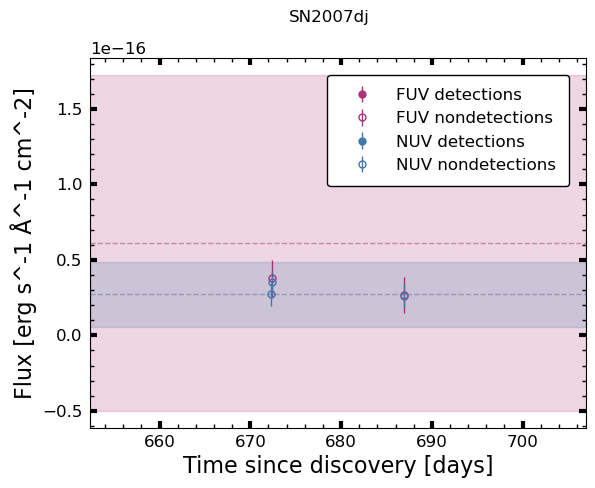 SN2007dj
1e−16
Flux [erg s^-1 Å^-1 cm^-2]
1.5
1.0
0.5
0.0
−0.5
FUV detections
FUV nondetections
NUV detections
NUV nondetections
660 670 680 690 700
Time since discovery [days]